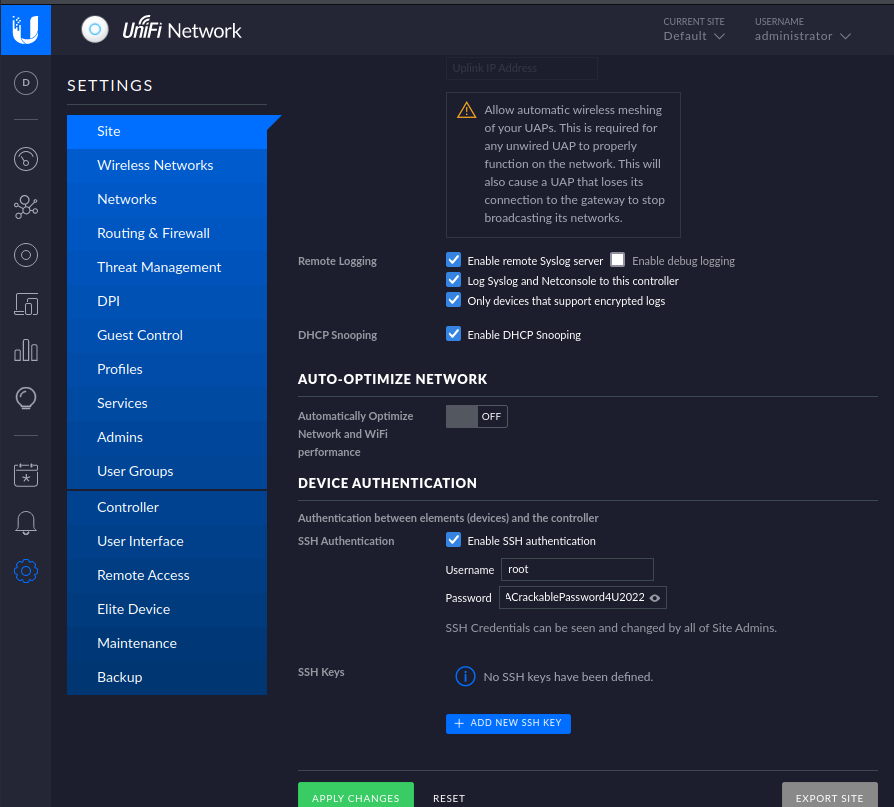 UniFi Network
CURRENT SITE
Default
USERNAME
administrator
D
SETTINGS
Site
Wireless Networks
Networks
Routing & Firewall
Threat Management
DPI
Guest Control
Profiles
Services
Admins
User Groups
Controller
User Interface
Remote Access
Elite Device
Maintenance
Backup
Uplink IP Address
Allow automatic wireless meshing
of your UAPs. This is required for
any unwired UAP to properly
function on the network. This will
also cause a UAP that loses its
connection to the gateway to stop
broadcasting its networks.
Remote Logging
Enable remote Syslog server Enable debug logging
Log Syslog and Netconsole to this controller
Only devices that support encrypted logs
DHCP Snooping
Enable DHCP Snooping
AUTO-OPTIMIZE NETWORK
Automatically Optimize
Network and WiFi
performance
OFF
DEVICE AUTHENTICATION
Authentication between elements (devices) and the controller
SSH Authentication
Enable SSH authentication
Username root
Password ACrackablePassword4U2022
SSH Credentials can be seen and changed by all of Site Admins.
SSH Keys
No SSH keys have been defined.
+ ADD NEW SSH KEY
APPLY CHANGES RESET EXPORT SITE